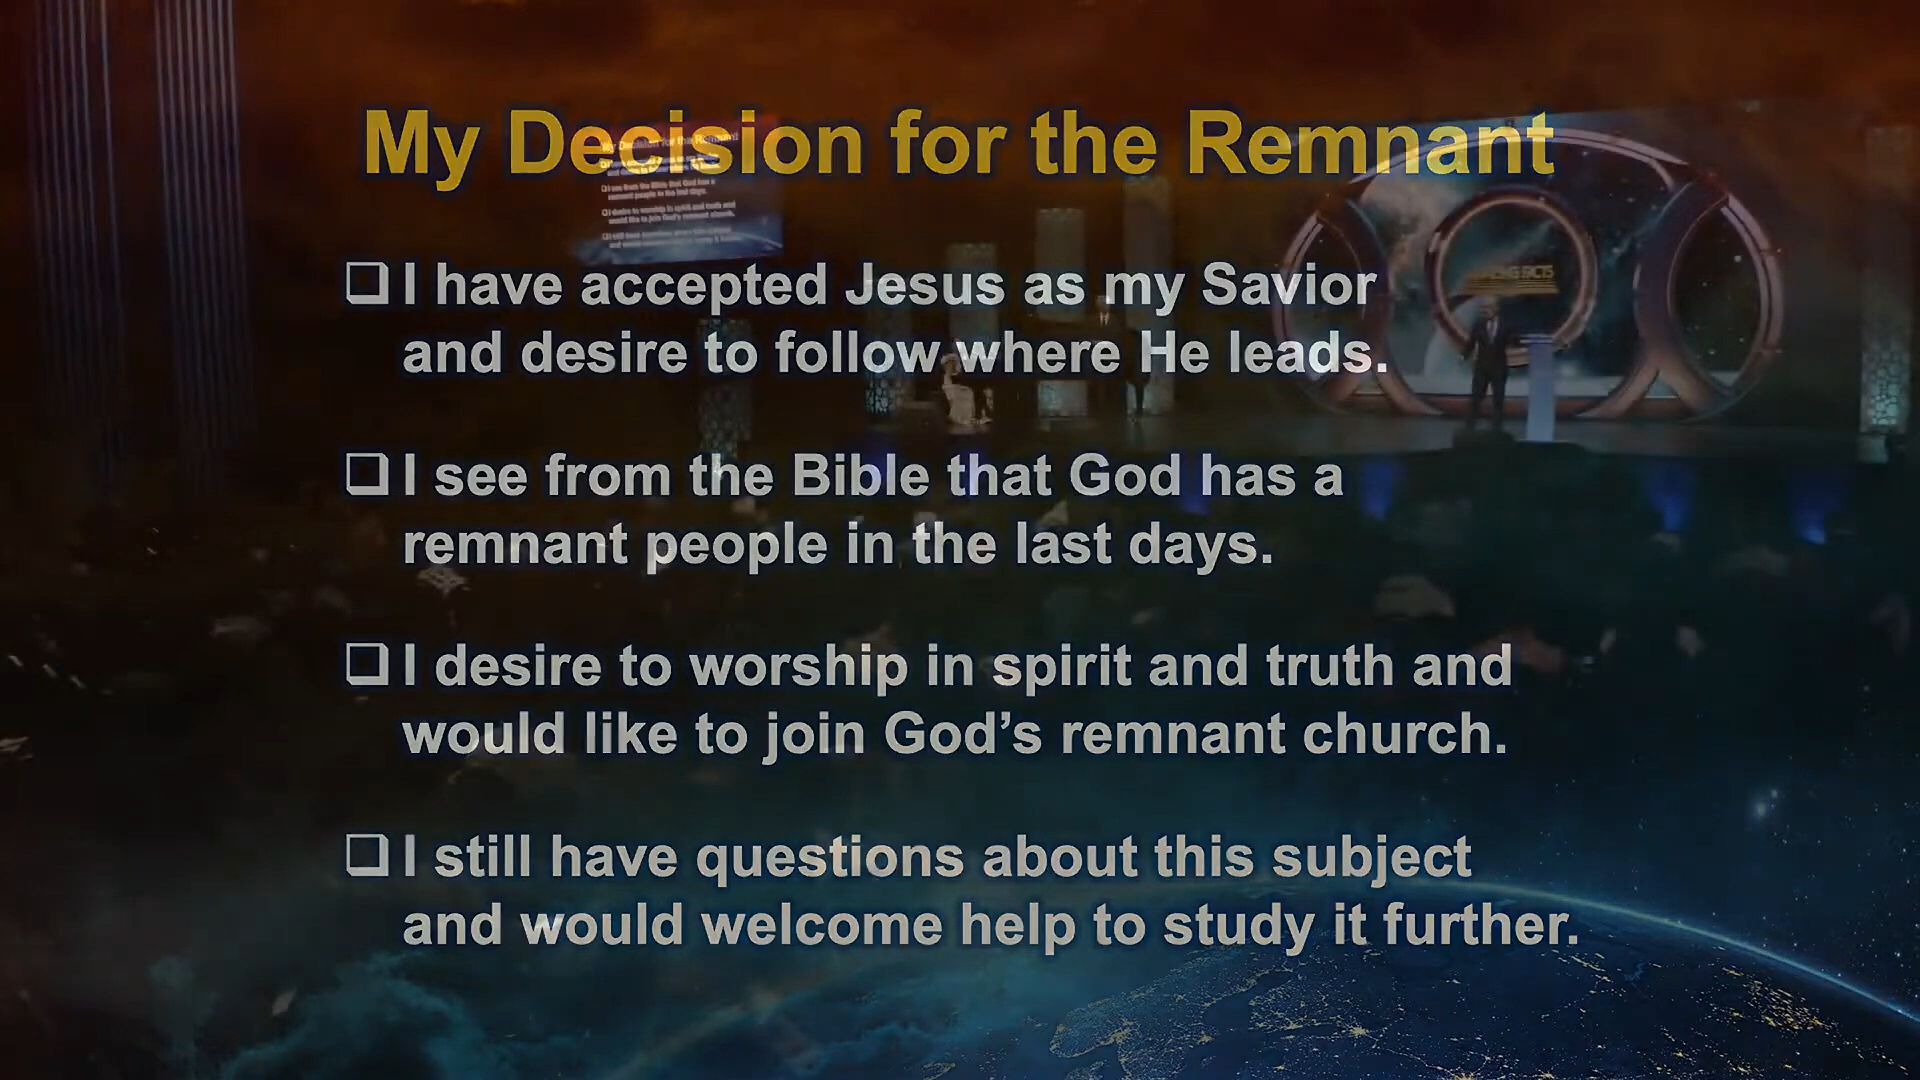 My Decision for the Remnant
❑ I have accepted Jesus as my Savior
and desire to follow where He leads.
❑ I see from the Bible that God has a
remnant people in the last days.
❑ I desire to worship in spirit and truth and
would like to join God’s remnant church.
❑ I still have questions about this subject
and would welcome help to study it further.